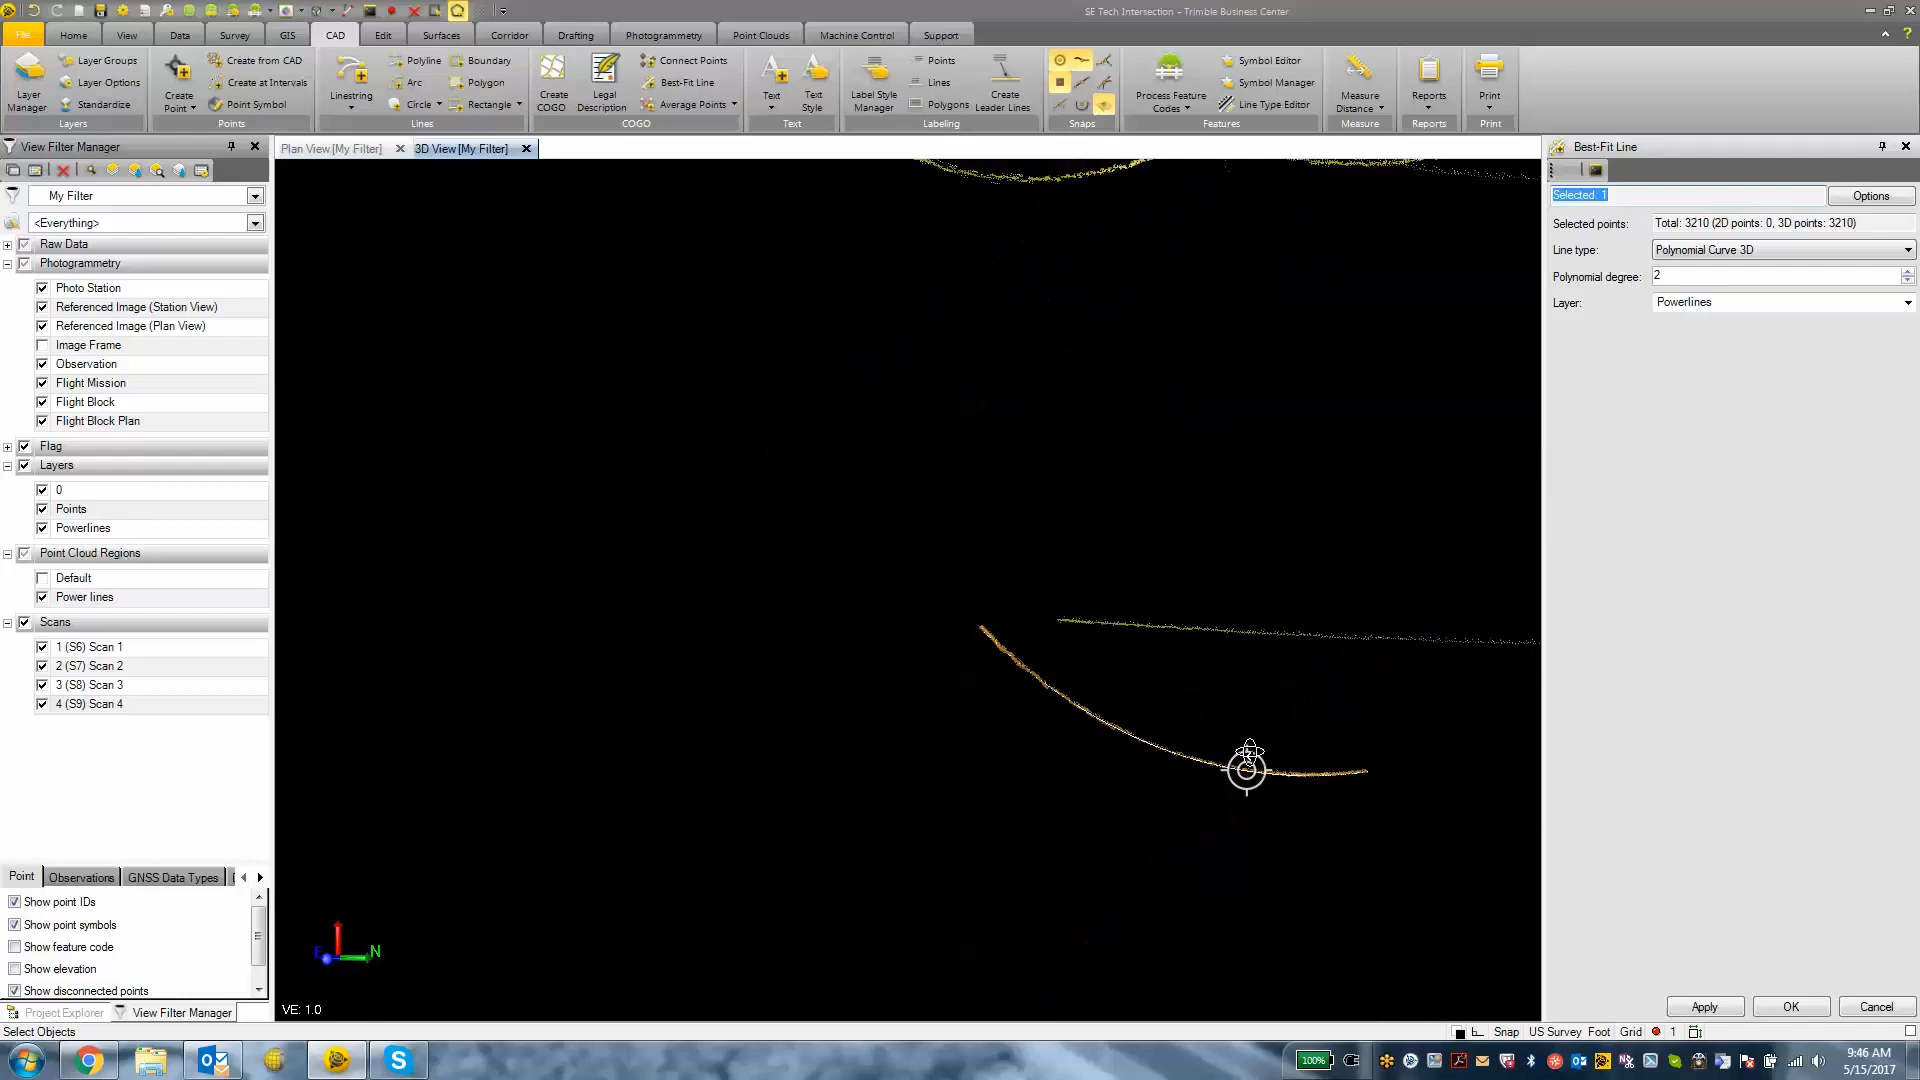 SE Tech Intersection - Trimble Business Center
File Home View Data Survey GIS CAD Edit Surfaces Corridor Drafting Photogrammetry Point Clouds Machine Control Support
Layer Manager
Layer Groups
Layer Options
Standardize
Layers
Create Point
Create from CAD
Create at Intervals
Point Symbol
Points
Linestring
Polyline
Arc
Circle
Boundary
Polygon
Rectangle
Lines
Create COGO
Legal Description
Connect Points
Best-Fit Line
Average Points
COGO
Text
Text Style
Text
Label Style Manager
Points
Lines
Polygons
Create Leader Lines
Labeling
Snaps
Process Feature Codes
Symbol Editor
Symbol Manager
Line Type Editor
Features
Measure Distance
Measure
Reports
Reports
Print
Print
View Filter Manager
My Filter
<Everything>
Raw Data
Photogrammetry
Photo Station
Referenced Image (Station View)
Referenced Image (Plan View)
Image Frame
Observation
Flight Mission
Flight Block
Flight Block Plan
Flag
Layers
0
Points
Powerlines
Point Cloud Regions
Default
Power lines
Scans
1 (S6) Scan 1
2 (S7) Scan 2
3 (S8) Scan 3
4 (S9) Scan 4
Point Observations GNSS Data Types
Show point IDs
Show point symbols
Show feature code
Show elevation
Show disconnected points
Project Explorer View Filter Manager
Select Objects
Plan View [My Filter] 3D View [My Filter]
E N
VE: 1.0
Best-Fit Line
Selected: 1 Options
Selected points: Total: 3210 (2D points: 0, 3D points: 3210)
Line type: Polynomial Curve 3D
Polynomial degree: 2
Layer: Powerlines
Apply OK Cancel
Snap US Survey Foot Grid 1
100%
9:46 AM
5/15/2017